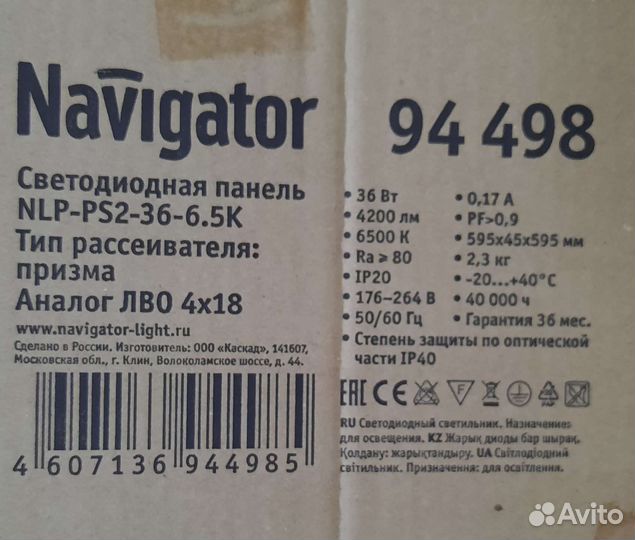 Navigator
94 498
Светодиодная панель
NLP-PS2-36-6.5K
Тип рассеивателя:
призма
Аналог ЛВО 4х18
www.navigator-light.ru
Сделано в России. Изготовитель: ООО «Каскад», 141607,
Московская обл., г. Клин, Волоколамское шоссе, д. 44.
4 607136 944985
• 36 Вт
• 4200 лм
• 6500 К
• Ra ≥ 80
• IP20
• 176–264 В
• 50/60 Гц
• 0,17 А
• PF>0,9
• 595х45х595 мм
• 2,3 кг
• -20...+40°С
• 40 000 ч
• Гарантия 36 мес.
• Степень защиты по оптической
части IP40
EAC CE F PAP
RU Светодиодный светильник. Назначение:
для освещения. KZ Жарық диоды бар шырақ.
Қолдану: жарықтандыру. UA Світлодіодний
світильник. Призначення: для освітлення.
Avito